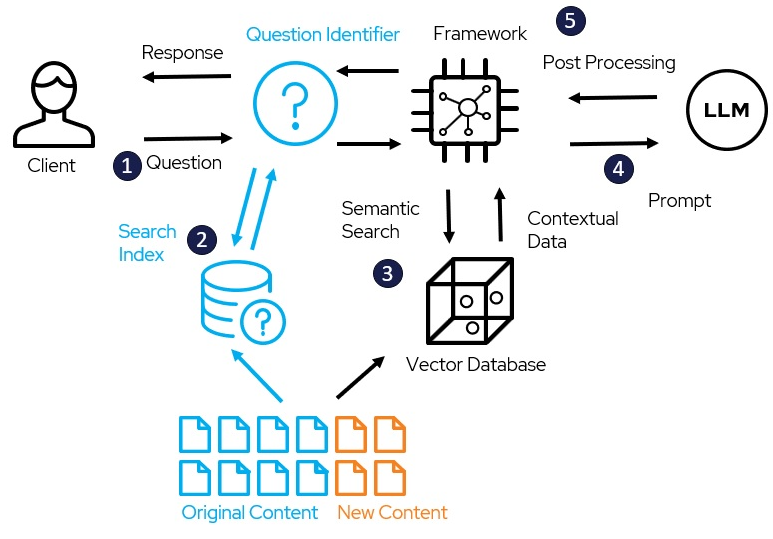 Question Identifier
Framework
5
Response
Post Processing
?
LLM
Client
1
Question
4
Prompt
Search
Index
2
Semantic
Search
Contextual
Data
3
?
Vector Database
Original Content
New Content